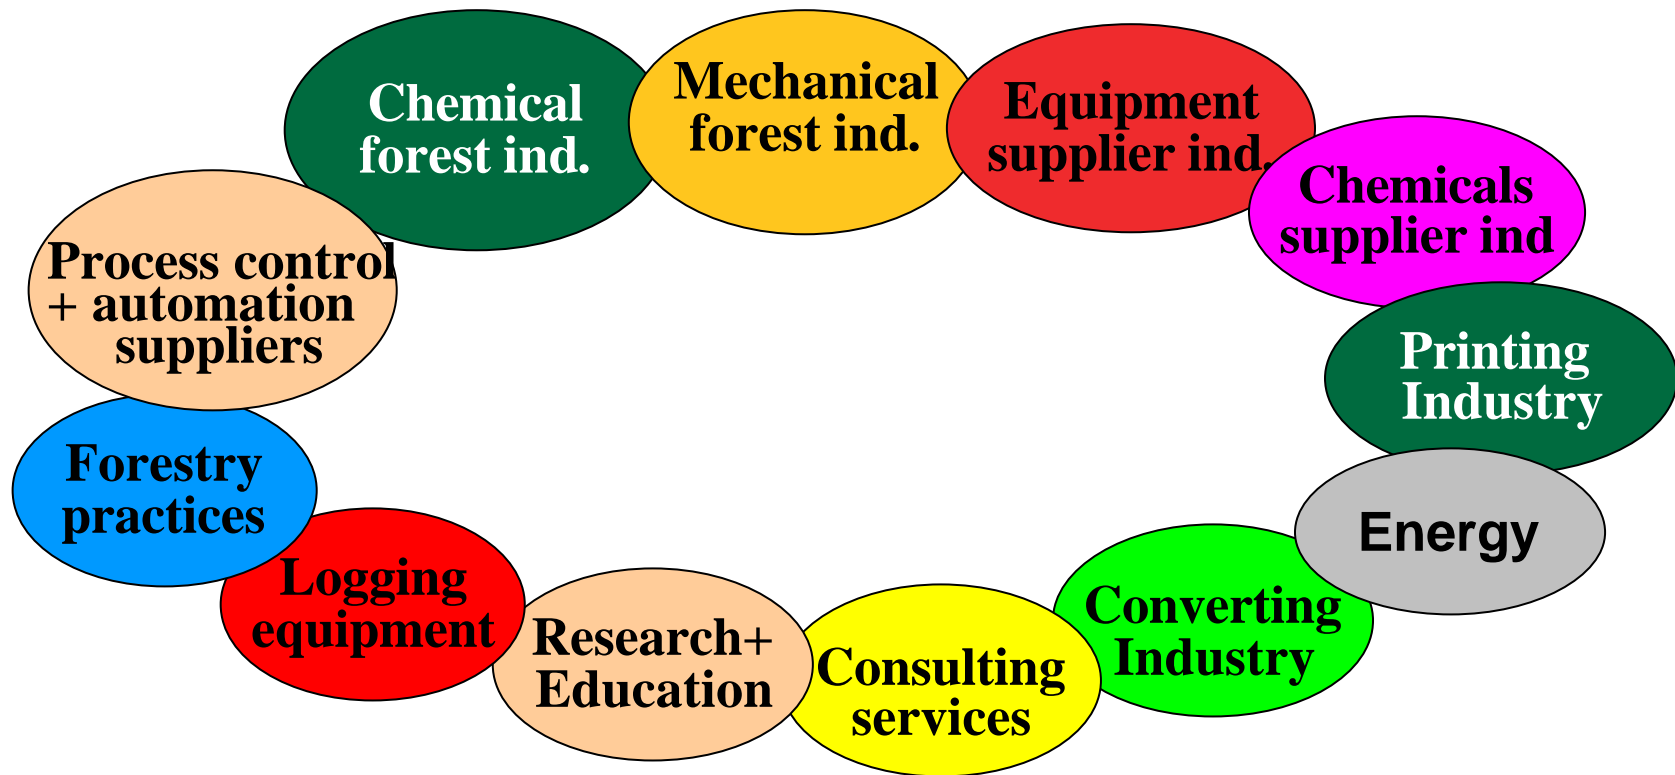 Chemical
forest ind.
Mechanical
forest ind.
Equipment
supplier ind.
Chemicals
supplier ind
Printing
Industry
Energy
Converting
Industry
Consulting
services
Research+
Education
Logging
equipment
Forestry
practices
Process control
+ automation
suppliers